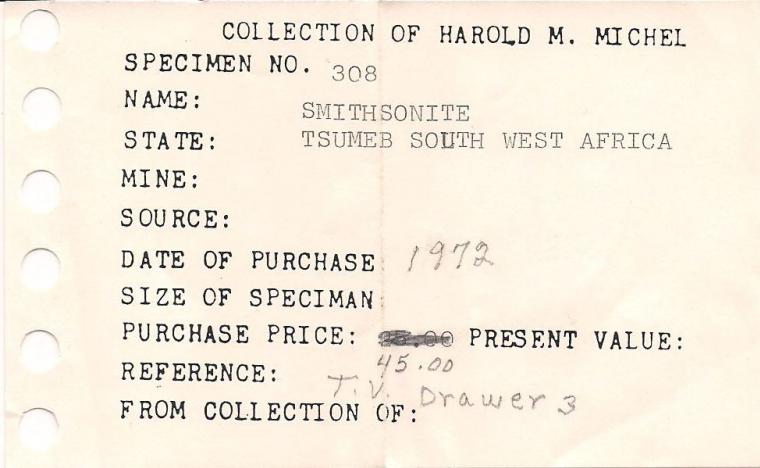 COLLECTION OF HAROLD M. MICHEL
SPECIMEN NO. 308
NAME: SMITHSONITE
STATE: TSUMEB SOUTH WEST AFRICA
MINE:
SOURCE:
DATE OF PURCHASE 1972
SIZE OF SPECIMAN
PURCHASE PRICE: PRESENT VALUE:
45.00
REFERENCE:
T.V. Drawer 3
FROM COLLECTION OF: